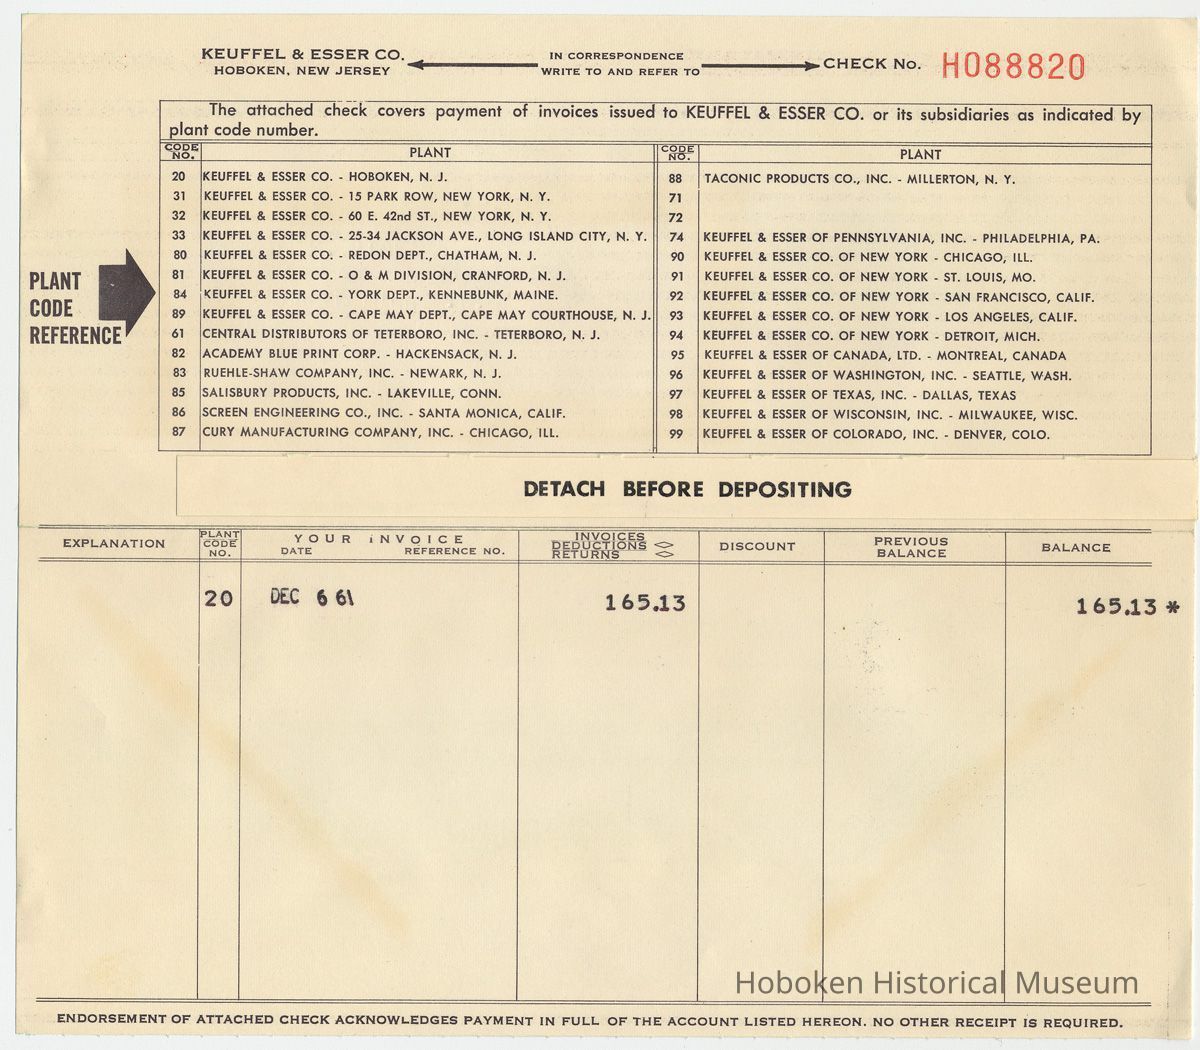 KEUFFEL & ESSER CO.
HOBOKEN, NEW JERSEY
IN CORRESPONDENCE
WRITE TO AND REFER TO
CHECK No. H088820
The attached check covers payment of invoices issued to KEUFFEL & ESSER CO. or its subsidiaries as indicated by
plant code number.
CODE NO. PLANT CODE NO. PLANT
20 KEUFFEL & ESSER CO. - HOBOKEN, N. J.
31 KEUFFEL & ESSER CO. - 15 PARK ROW, NEW YORK, N. Y.
32 KEUFFEL & ESSER CO. - 60 E. 42nd ST., NEW YORK, N. Y.
33 KEUFFEL & ESSER CO. - 25-34 JACKSON AVE., LONG ISLAND CITY, N. Y.
80 KEUFFEL & ESSER CO. - REDON DEPT., CHATHAM, N. J.
81 KEUFFEL & ESSER CO. - O & M DIVISION, CRANFORD, N. J.
84 KEUFFEL & ESSER CO. - YORK DEPT., KENNEBUNK, MAINE.
89 KEUFFEL & ESSER CO. - CAPE MAY DEPT., CAPE MAY COURTHOUSE, N. J.
61 CENTRAL DISTRIBUTORS OF TETERBORO, INC. - TETERBORO, N. J.
82 ACADEMY BLUE PRINT CORP. - HACKENSACK, N. J.
83 RUEHLE-SHAW COMPANY, INC. - NEWARK, N. J.
85 SALISBURY PRODUCTS, INC. - LAKEVILLE, CONN.
86 SCREEN ENGINEERING CO., INC. - SANTA MONICA, CALIF.
87 CURY MANUFACTURING COMPANY, INC. - CHICAGO, ILL.
88 TACONIC PRODUCTS CO., INC. - MILLERTON, N. Y.
71
72
74 KEUFFEL & ESSER OF PENNSYLVANIA, INC. - PHILADELPHIA, PA.
90 KEUFFEL & ESSER CO. OF NEW YORK - CHICAGO, ILL.
91 KEUFFEL & ESSER CO. OF NEW YORK - ST. LOUIS, MO.
92 KEUFFEL & ESSER CO. OF NEW YORK - SAN FRANCISCO, CALIF.
93 KEUFFEL & ESSER CO. OF NEW YORK - LOS ANGELES, CALIF.
94 KEUFFEL & ESSER CO. OF NEW YORK - DETROIT, MICH.
95 KEUFFEL & ESSER OF CANADA, LTD. - MONTREAL, CANADA
96 KEUFFEL & ESSER OF WASHINGTON, INC. - SEATTLE, WASH.
97 KEUFFEL & ESSER OF TEXAS, INC. - DALLAS, TEXAS
98 KEUFFEL & ESSER OF WISCONSIN, INC. - MILWAUKEE, WISC.
99 KEUFFEL & ESSER OF COLORADO, INC. - DENVER, COLO.
PLANT
CODE
REFERENCE
DETACH BEFORE DEPOSITING
EXPLANATION
PLANT
CODE
NO.
YOUR INVOICE
DATE REFERENCE NO.
INVOICES
DEDUCTIONS
RETURNS
DISCOUNT
PREVIOUS
BALANCE
BALANCE
20 DEC 6 61 165.13 165.13 *
Hoboken Historical Museum
ENDORSEMENT OF ATTACHED CHECK ACKNOWLEDGES PAYMENT IN FULL OF THE ACCOUNT LISTED HEREON. NO OTHER RECEIPT IS REQUIRED.